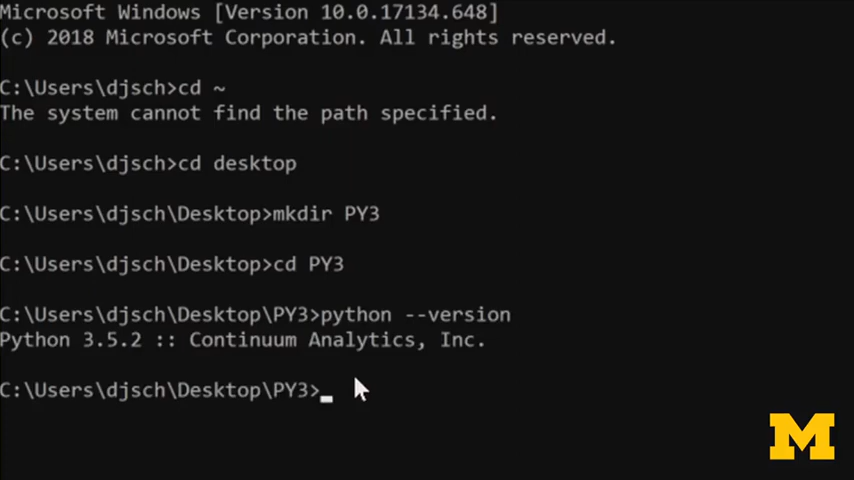 Microsoft Windows [Version 10.0.17134.648]
(c) 2018 Microsoft Corporation. All rights reserved.
C:\Users\djsch>cd ~
The system cannot find the path specified.
C:\Users\djsch>cd desktop
C:\Users\djsch\Desktop>mkdir PY3
C:\Users\djsch\Desktop>cd PY3
C:\Users\djsch\Desktop\PY3>python --version
Python 3.5.2 :: Continuum Analytics, Inc.
C:\Users\djsch\Desktop\PY3>
M